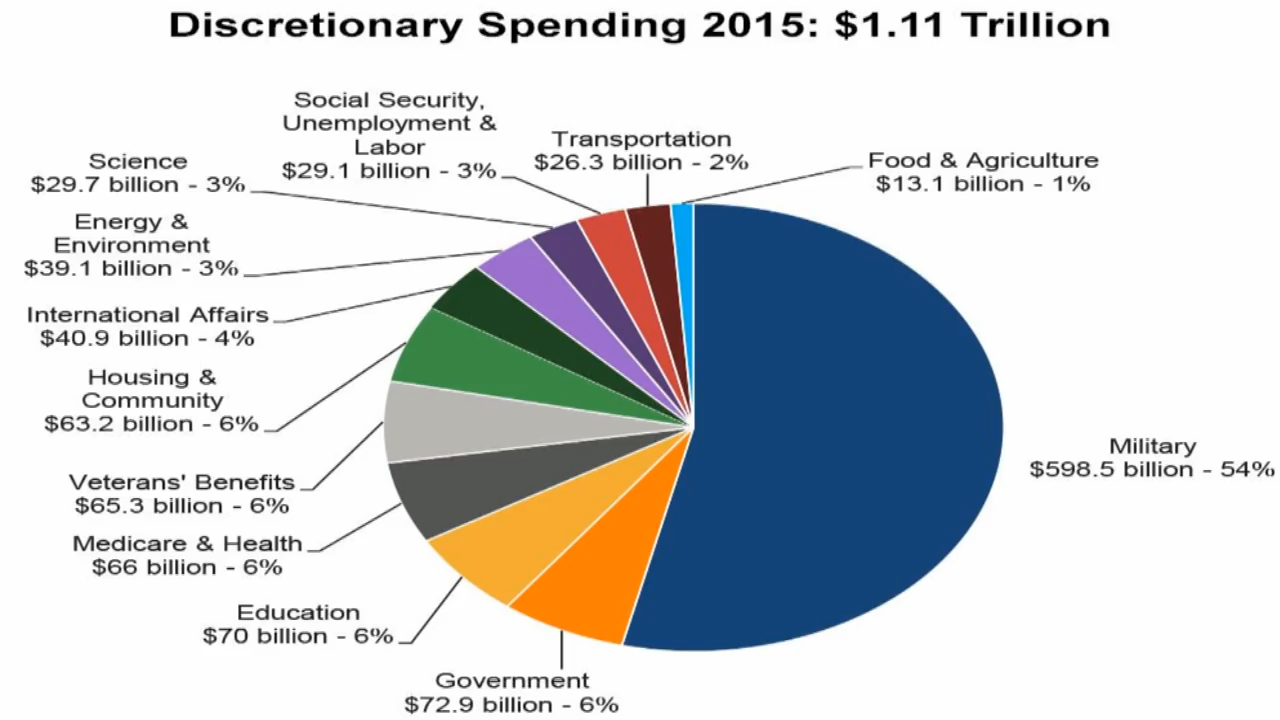 Discretionary Spending 2015: $1.11 Trillion
Social Security,
Unemployment &
Labor
$29.1 billion - 3%
Transportation
$26.3 billion - 2%
Food & Agriculture
$13.1 billion - 1%
Science
$29.7 billion - 3%
Energy &
Environment
$39.1 billion - 3%
International Affairs
$40.9 billion - 4%
Housing &
Community
$63.2 billion - 6%
Veterans' Benefits
$65.3 billion - 6%
Medicare & Health
$66 billion - 6%
Education
$70 billion - 6%
Government
$72.9 billion - 6%
Military
$598.5 billion - 54%